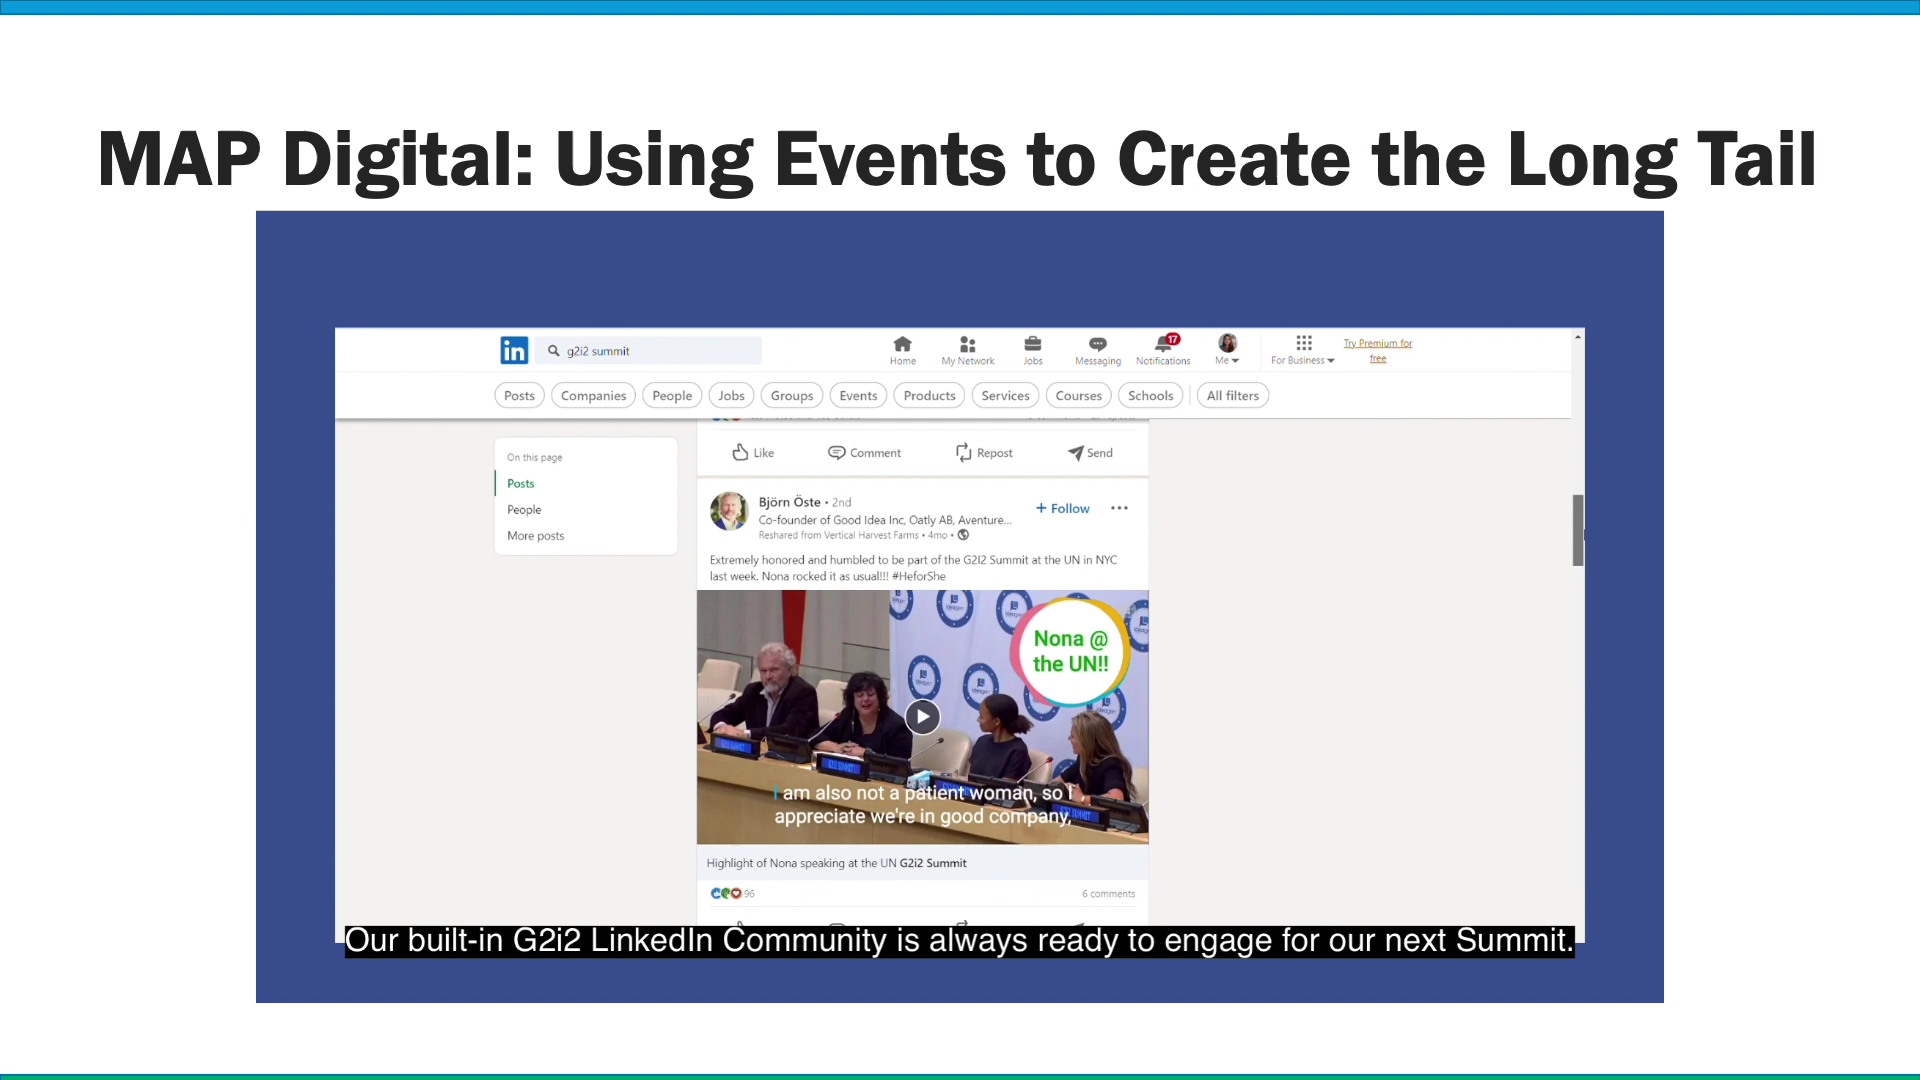 MAP Digital: Using Events to Create the Long Tail
in
g2i2 summit
Home
My Network
Jobs
Messaging
17
Notifications
Me
For Business
Try Premium for
free
Posts
Companies
People
Jobs
Groups
Events
Products
Services
Courses
Schools
All filters
On this page
Posts
People
More posts
Like
Comment
Repost
Send
Björn Öste • 2nd
Co-founder of Good Idea Inc, Oatly AB, Aventure...
Reshared from Vertical Harvest Farms • 4mo •
+ Follow
Extremely honored and humbled to be part of the G2I2 Summit at the UN in NYC
last week. Nona rocked it as usual!!! #HeforShe
Nona @
the UN!!
G2I2 SUMMIT
I am also not a patient woman, so I
appreciate we're in good company,
Highlight of Nona speaking at the UN G2i2 Summit
96
6 comments
Our built-in G2i2 LinkedIn Community is always ready to engage for our next Summit.